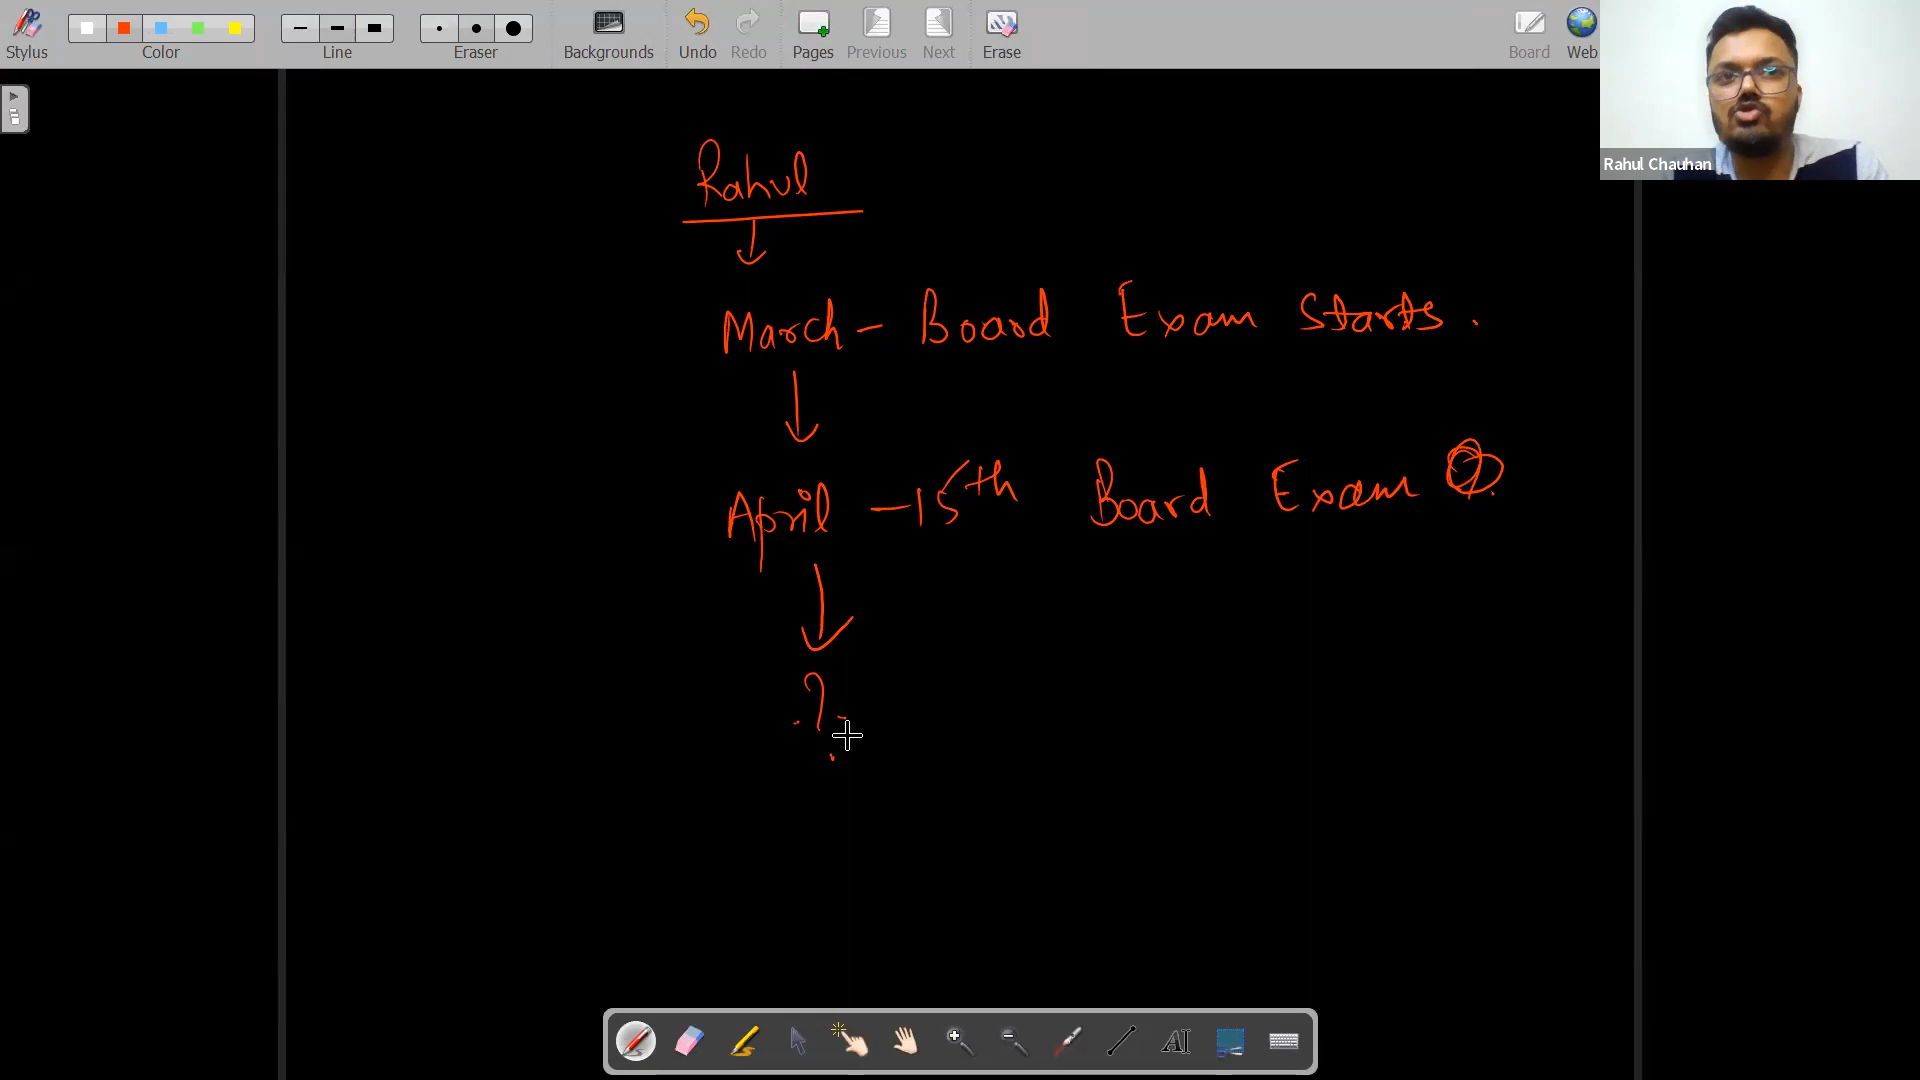 Stylus Color Line Eraser Backgrounds Undo Redo Pages Previous Next Erase Board Web
Rahul Chauhan
Rahul
March - Board Exam Starts.
April - 15th Board Exam
?
AI